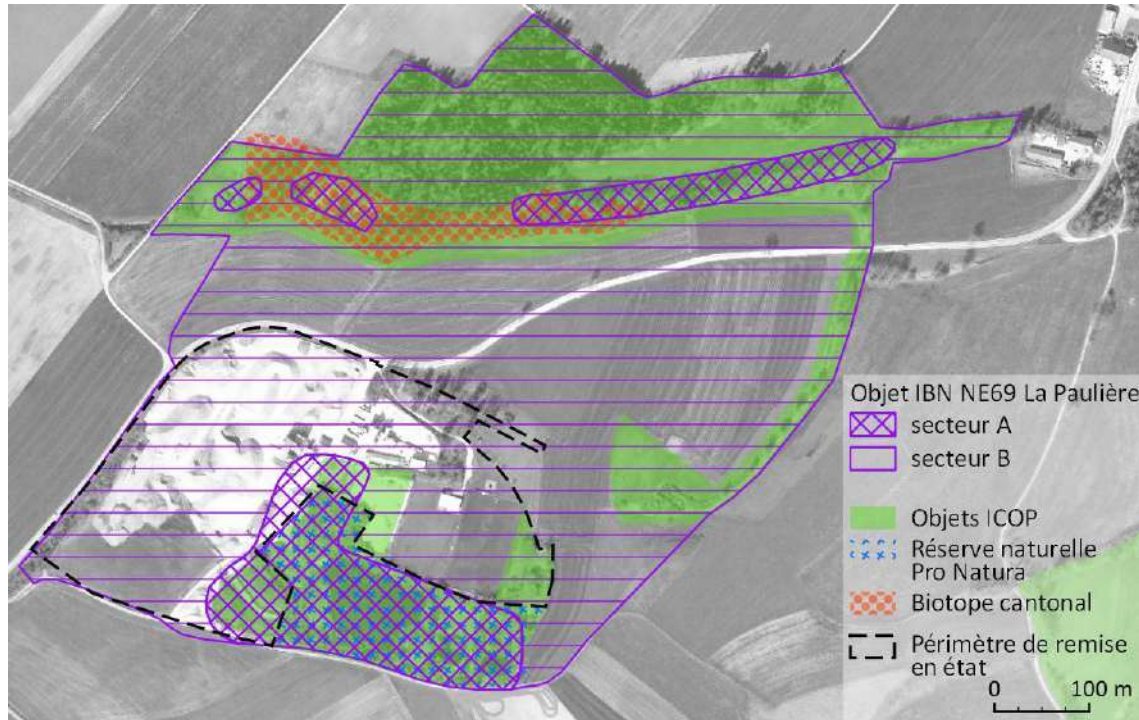 Objet IBN NE69 La Paulière
secteur A
secteur B
Objets ICOP
Réserve naturelle
Pro Natura
Biotope cantonal
Périmètre de remise
en état
0 100 m